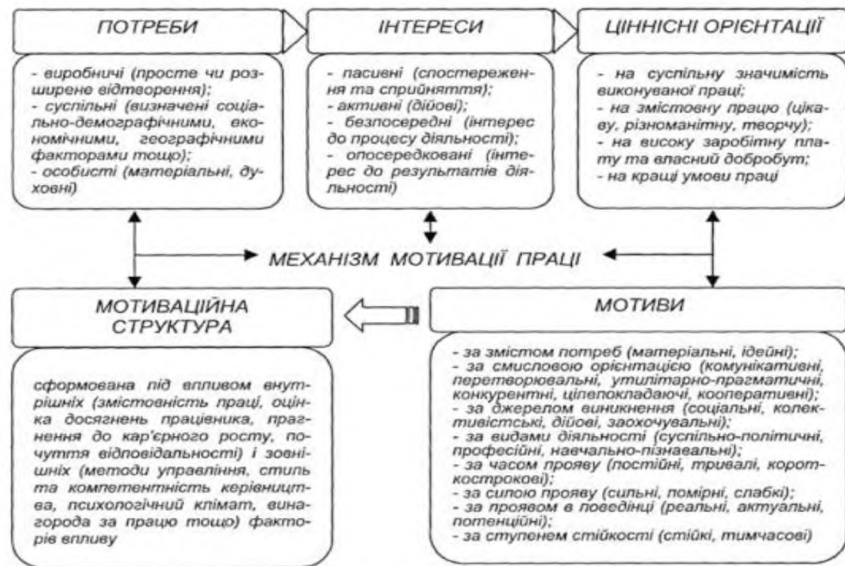 ПОТРЕБИ
- виробничі (просте чи роз-
ширене відтворення);
- суспільні (визначені соціа-
льно-демографічними, еко-
номічними, географічними
факторами тощо);
- особисті (матеріальні, ду-
ховні)
ІНТЕРЕСИ
- пасивні (спостережен-
ня та сприйняття);
- активні (дійові);
- безпосередні (інтерес
до процесу діяльності);
- опосередковані (інте-
рес до результатів дія-
льності)
ЦІННІСНІ ОРІЄНТАЦІЇ
- на суспільну значимість
виконуваної праці;
- на змістовну працю (ціка-
ву, різноманітну, творчу);
- на високу заробітну пла-
ту та власний добробут;
- на кращі умови праці
МЕХАНІЗМ МОТИВАЦІЇ ПРАЦІ
МОТИВАЦІЙНА
СТРУКТУРА
сформована під впливом внут-
рішніх (змістовність праці, оцін-
ка досягнень працівника, праг-
нення до кар'єрного росту, по-
чуття відповідальності) і зовні-
шніх (методи управління, стиль
та компетентність керівницт-
ва, психологічний клімат, вина-
города за працю тощо) факто-
рів впливу
МОТИВИ
- за змістом потреб (матеріальні, ідейні);
- за смисловою орієнтацією (комунікативні,
перетворювальні, утилітарно-прагматичні,
конкурентні, цілепокладаючі, кооперативні);
- за джерелом виникнення (соціальні, колек-
тивістські, дійові, заохочувальні);
- за видами діяльності (суспільно-політичні,
професійні, навчально-пізнавальні);
- за часом прояву (постійні, тривалі, корот-
кострокові);
- за силою прояву (сильні, помірні, слабкі);
- за проявом в поведінці (реальні, актуальні,
потенційні);
- за ступенем стійкості (стійкі, тимчасові)